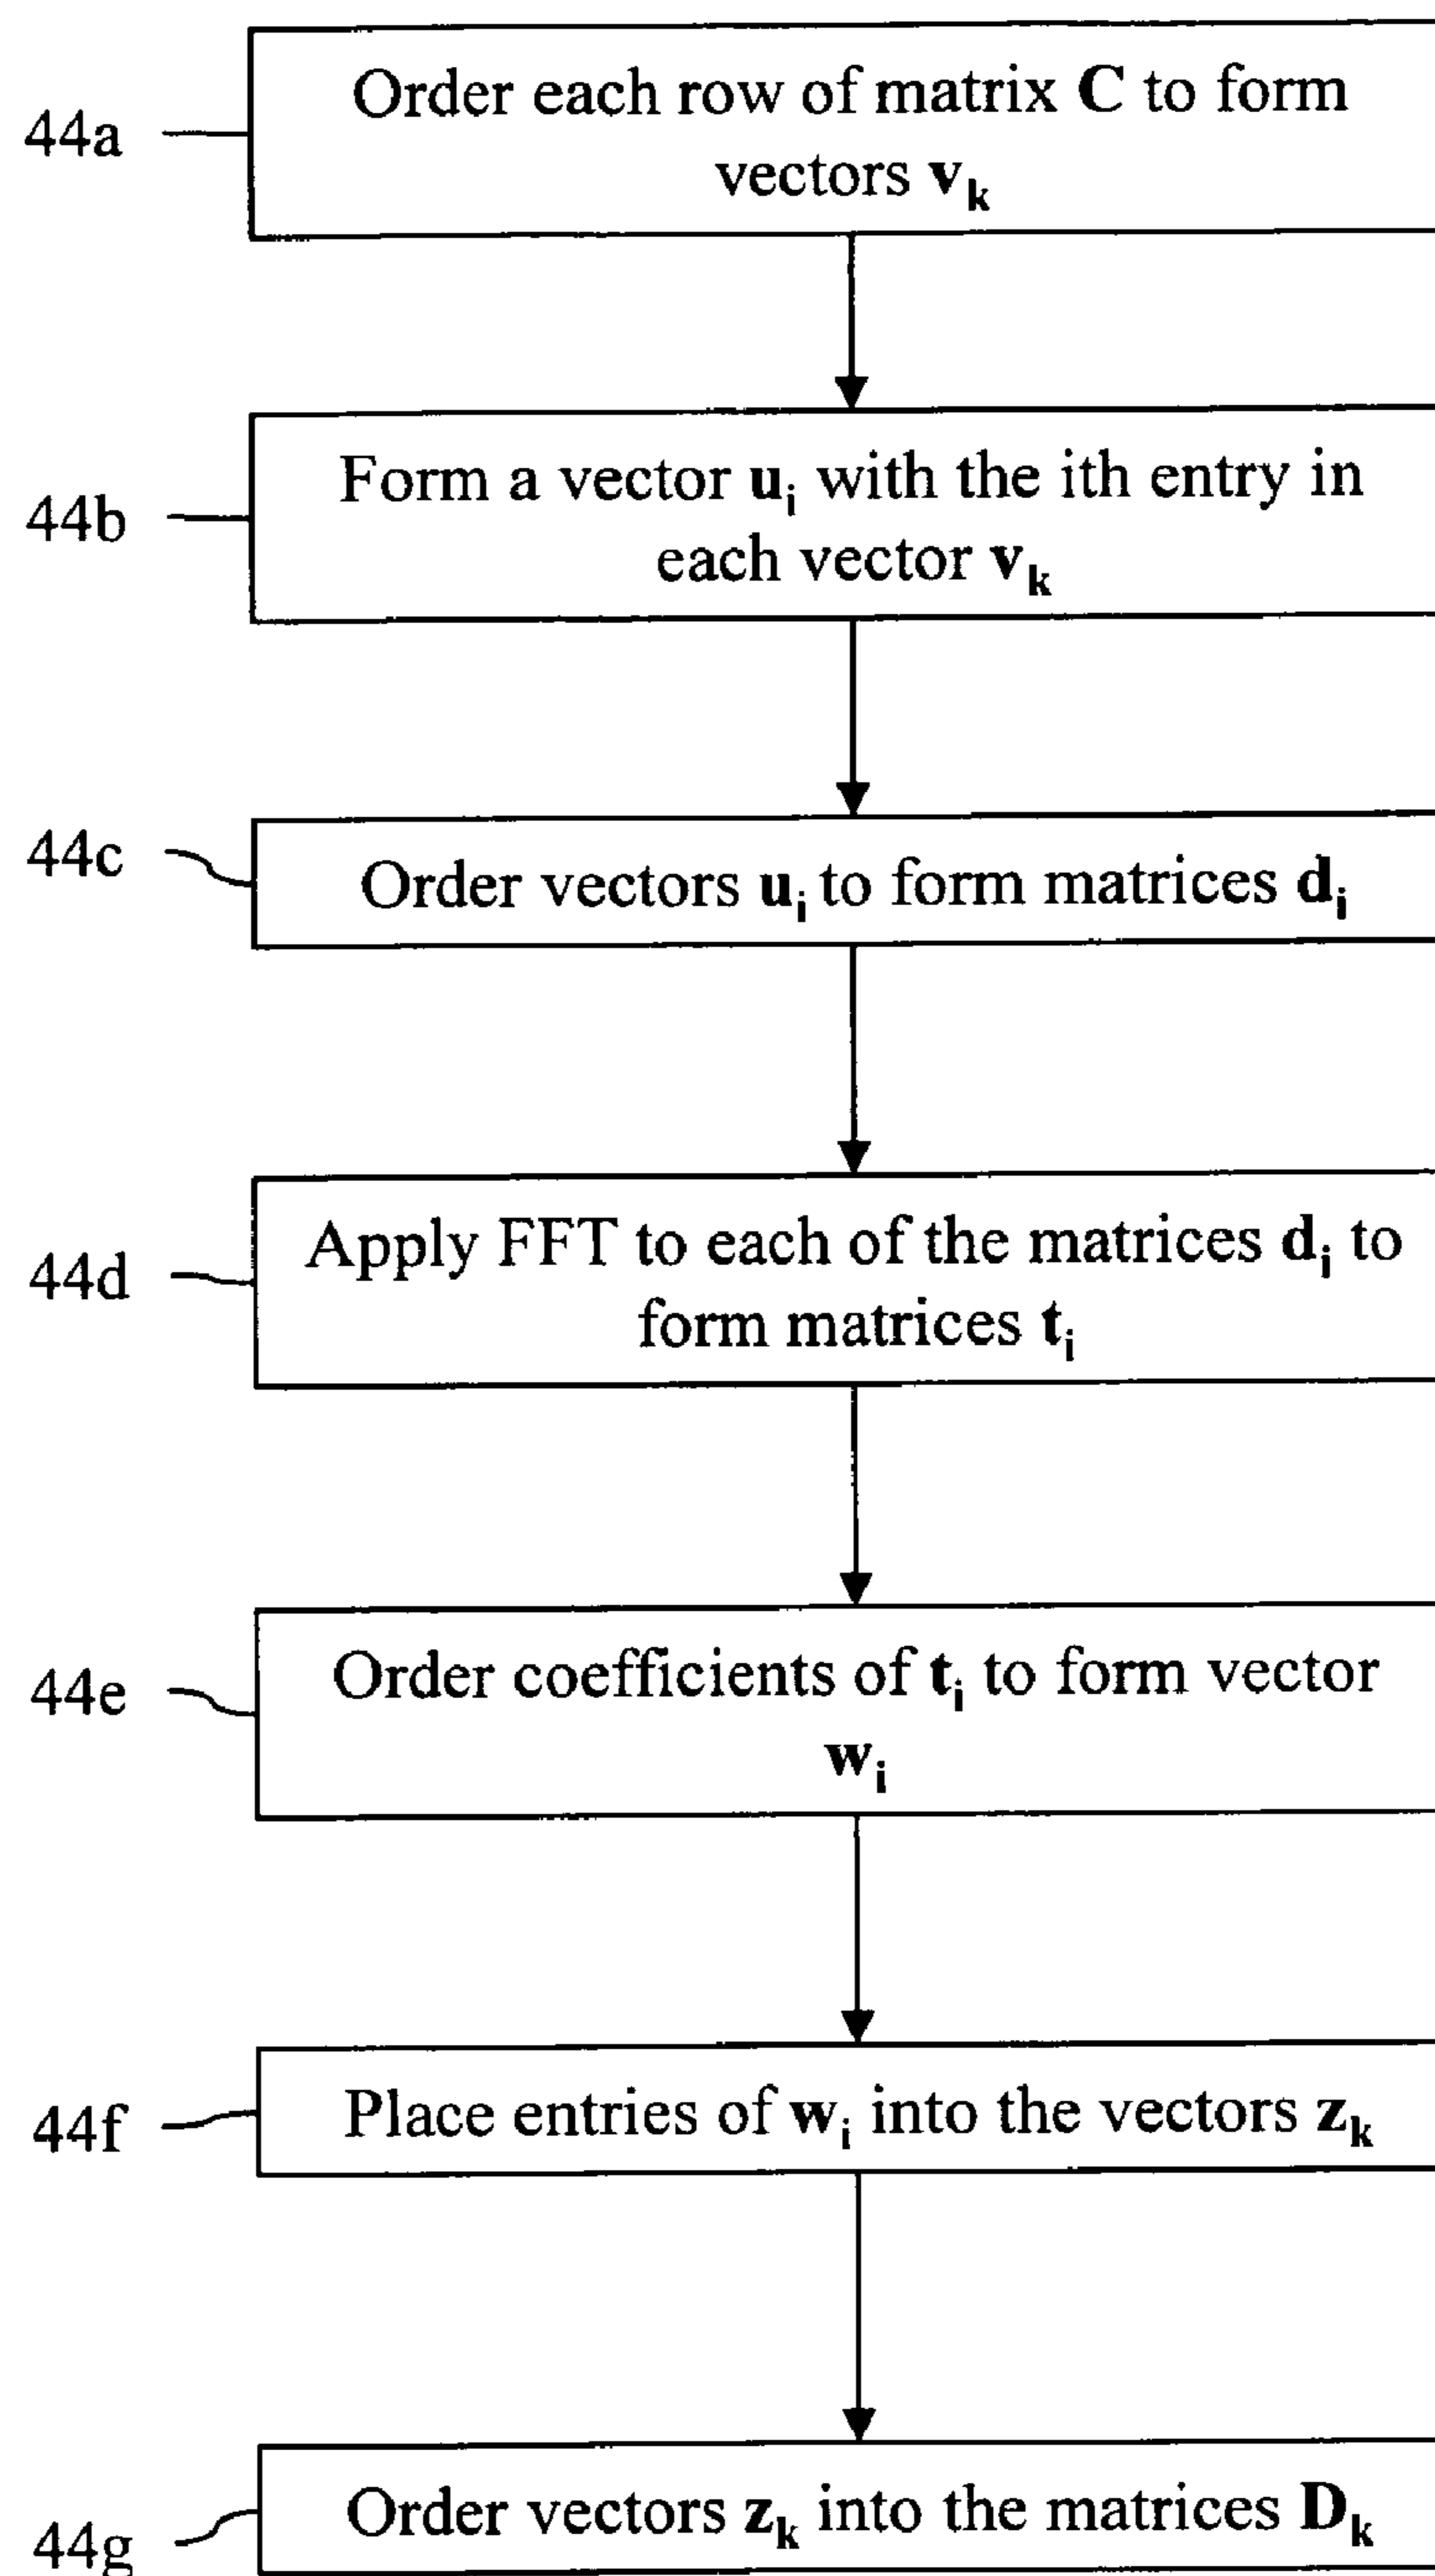 44a
Order each row of matrix C to form
vectors vk
44b
Form a vector ui with the ith entry in
each vector vk
44c
Order vectors ui to form matrices di
44d
Apply FFT to each of the matrices di to
form matrices ti
44e
Order coefficients of ti to form vector
wi
44f
Place entries of wi into the vectors zk
44g
Order vectors zk into the matrices Dk